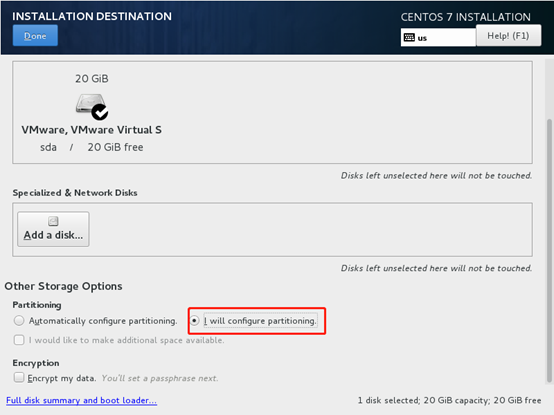 INSTALLATION DESTINATION
CENTOS 7 INSTALLATION
Done
us
Help! (F1)
20 GiB
VMware, VMware Virtual S
sda / 20 GiB free
Disks left unselected here will not be touched.
Specialized & Network Disks
Add a disk...
Disks left unselected here will not be touched.
Other Storage Options
Partitioning
Automatically configure partitioning.
I will configure partitioning.
I would like to make additional space available.
Encryption
Encrypt my data. You'll set a passphrase next.
Full disk summary and boot loader...
1 disk selected; 20 GiB capacity; 20 GiB free